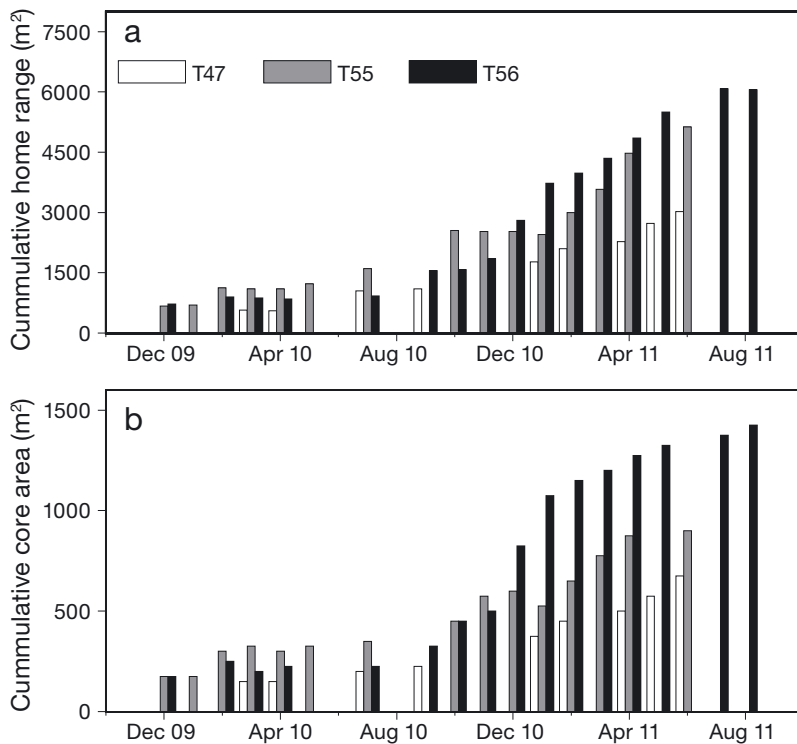 Cummulative home range (m²)
a
7500
T47 T55 T56
6000
4500
3000
1500
0
Dec 09 Apr 10 Aug 10 Dec 10 Apr 11 Aug 11
Cummulative core area (m²)
b
1500
1000
500
0
Dec 09 Apr 10 Aug 10 Dec 10 Apr 11 Aug 11